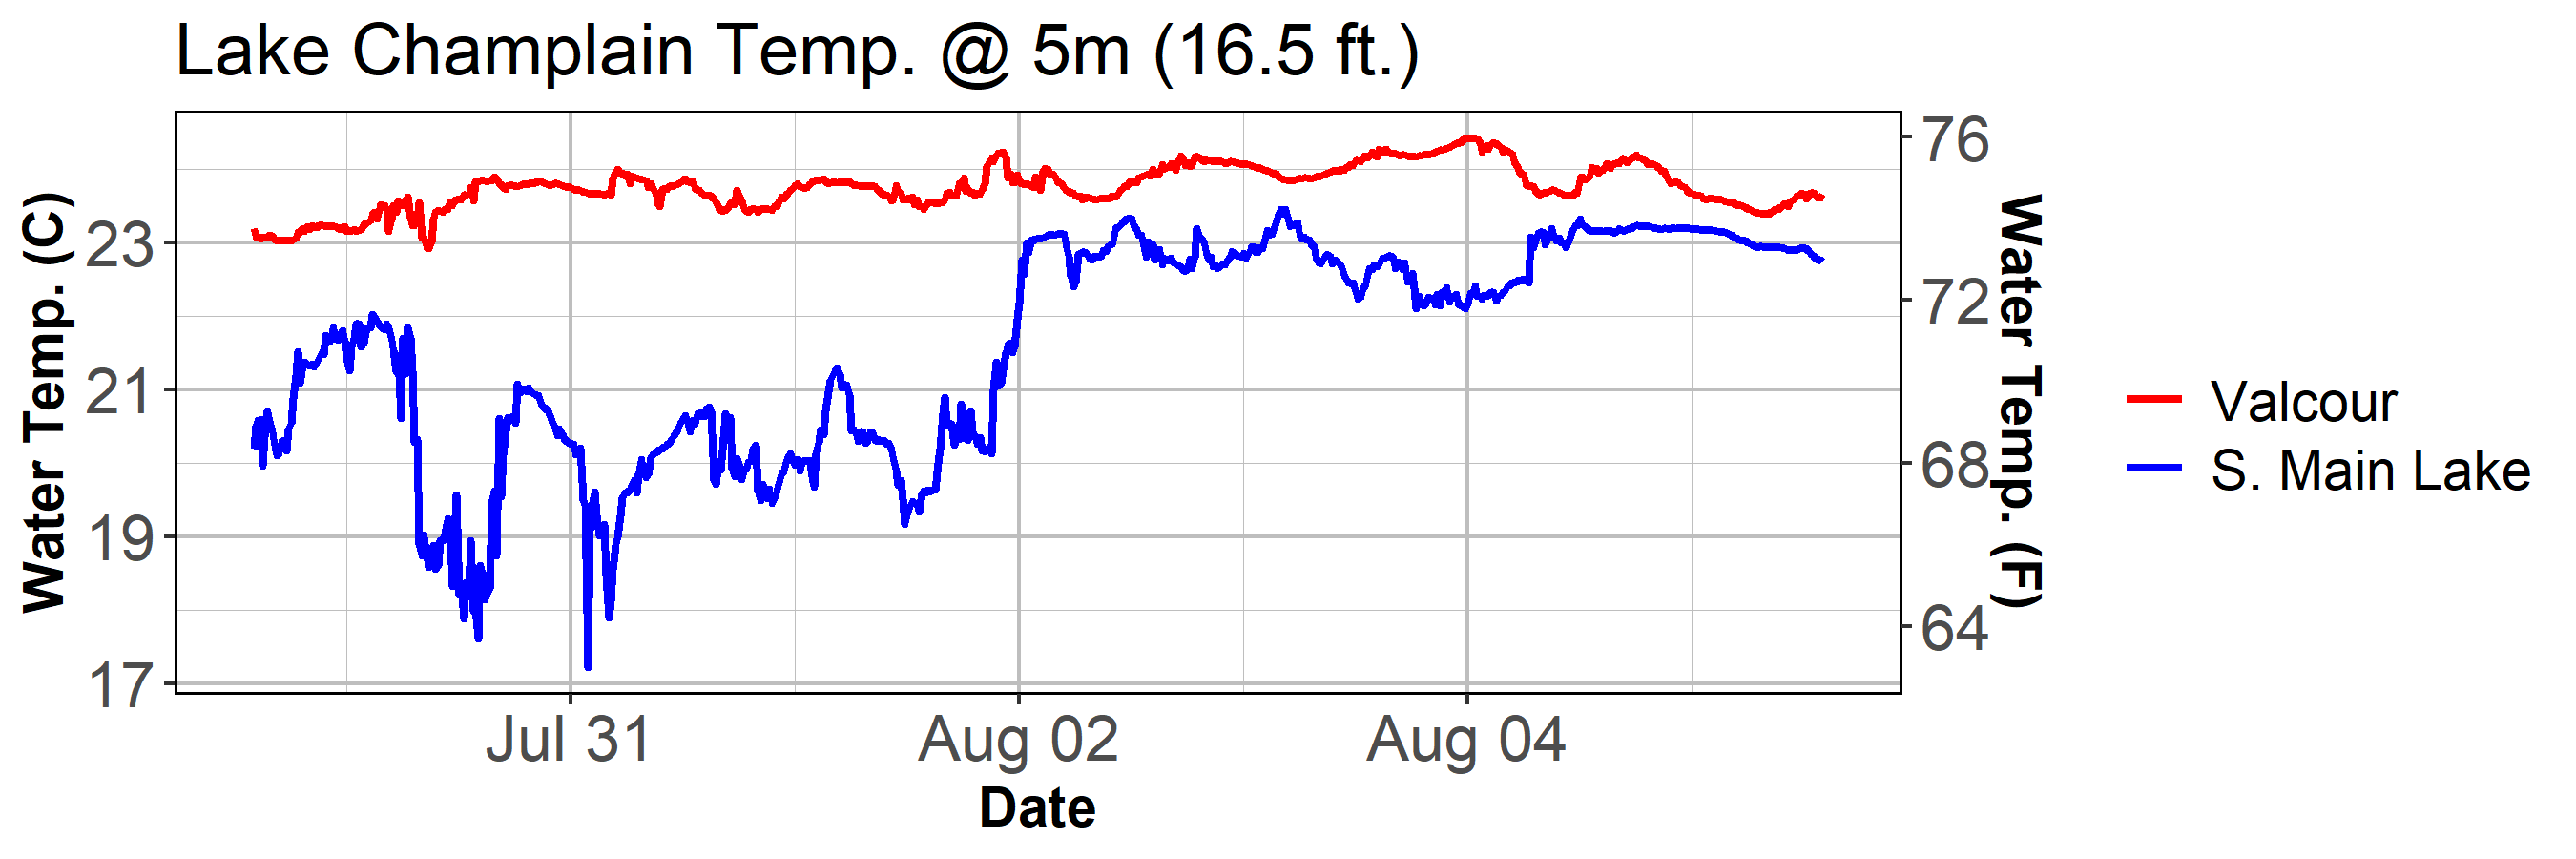 Lake Champlain Temp. @ 5m (16.5 ft.)
Water Temp. (C)
23
21
19
17
76
72
68
64
Water Temp. (F)
Jul 31
Aug 02
Aug 04
Date
Valcour
S. Main Lake